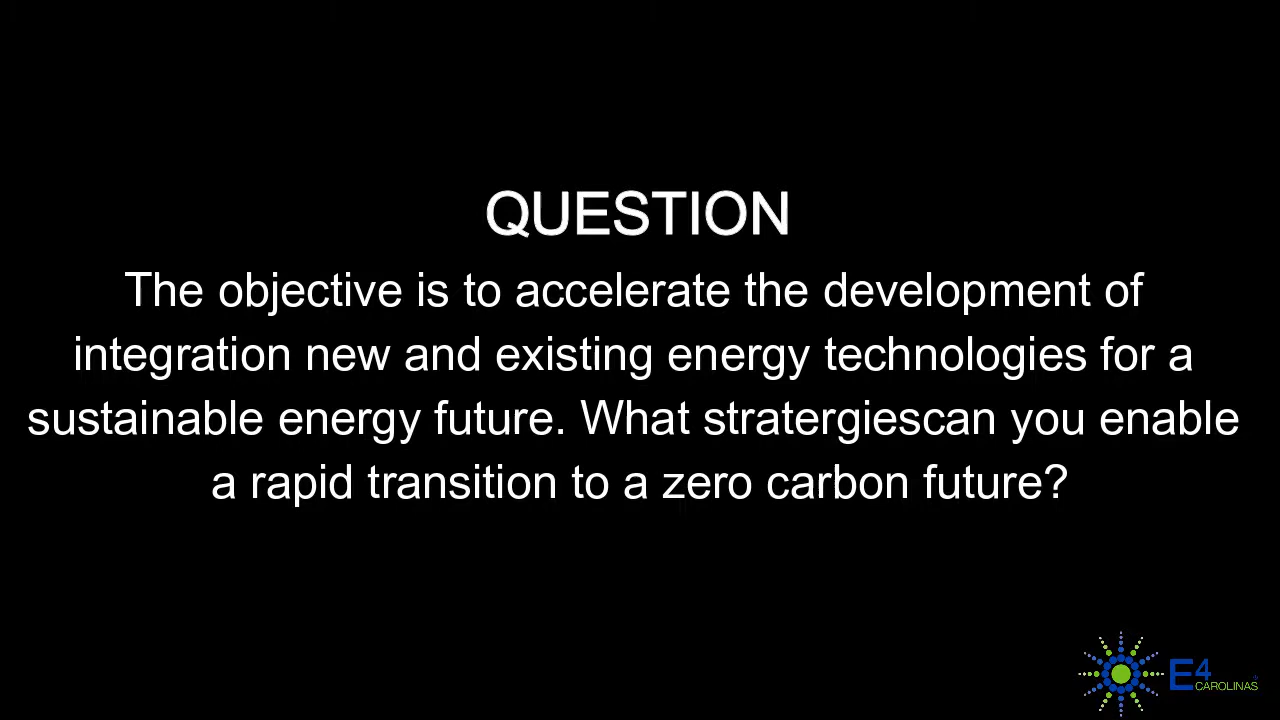 QUESTION
The objective is to accelerate the development of
integration new and existing energy technologies for a
sustainable energy future. What stratergiescan you enable
a rapid transition to a zero carbon future?
E4
CAROLINAS